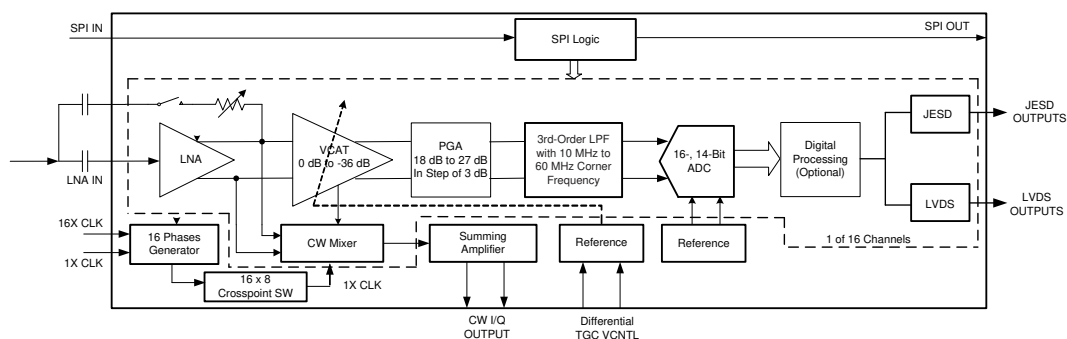 SPI IN
SPI Logic
SPI OUT
LNA
LNA IN
VCAT
0 dB to -36 dB
PGA
18 dB to 27 dB
In Step of 3 dB
3rd-Order LPF
with 10 MHz to
60 MHz Corner
Frequency
16-, 14-Bit
ADC
Digital
Processing
(Optional)
JESD
JESD
OUTPUTS
LVDS
LVDS
OUTPUTS
16X CLK
1X CLK
16 Phases
Generator
CW Mixer
Summing
Amplifier
Reference
Reference
1 of 16 Channels
16 x 8
Crosspoint SW
1X CLK
CW I/Q
OUTPUT
Differential
TGC VCNTL